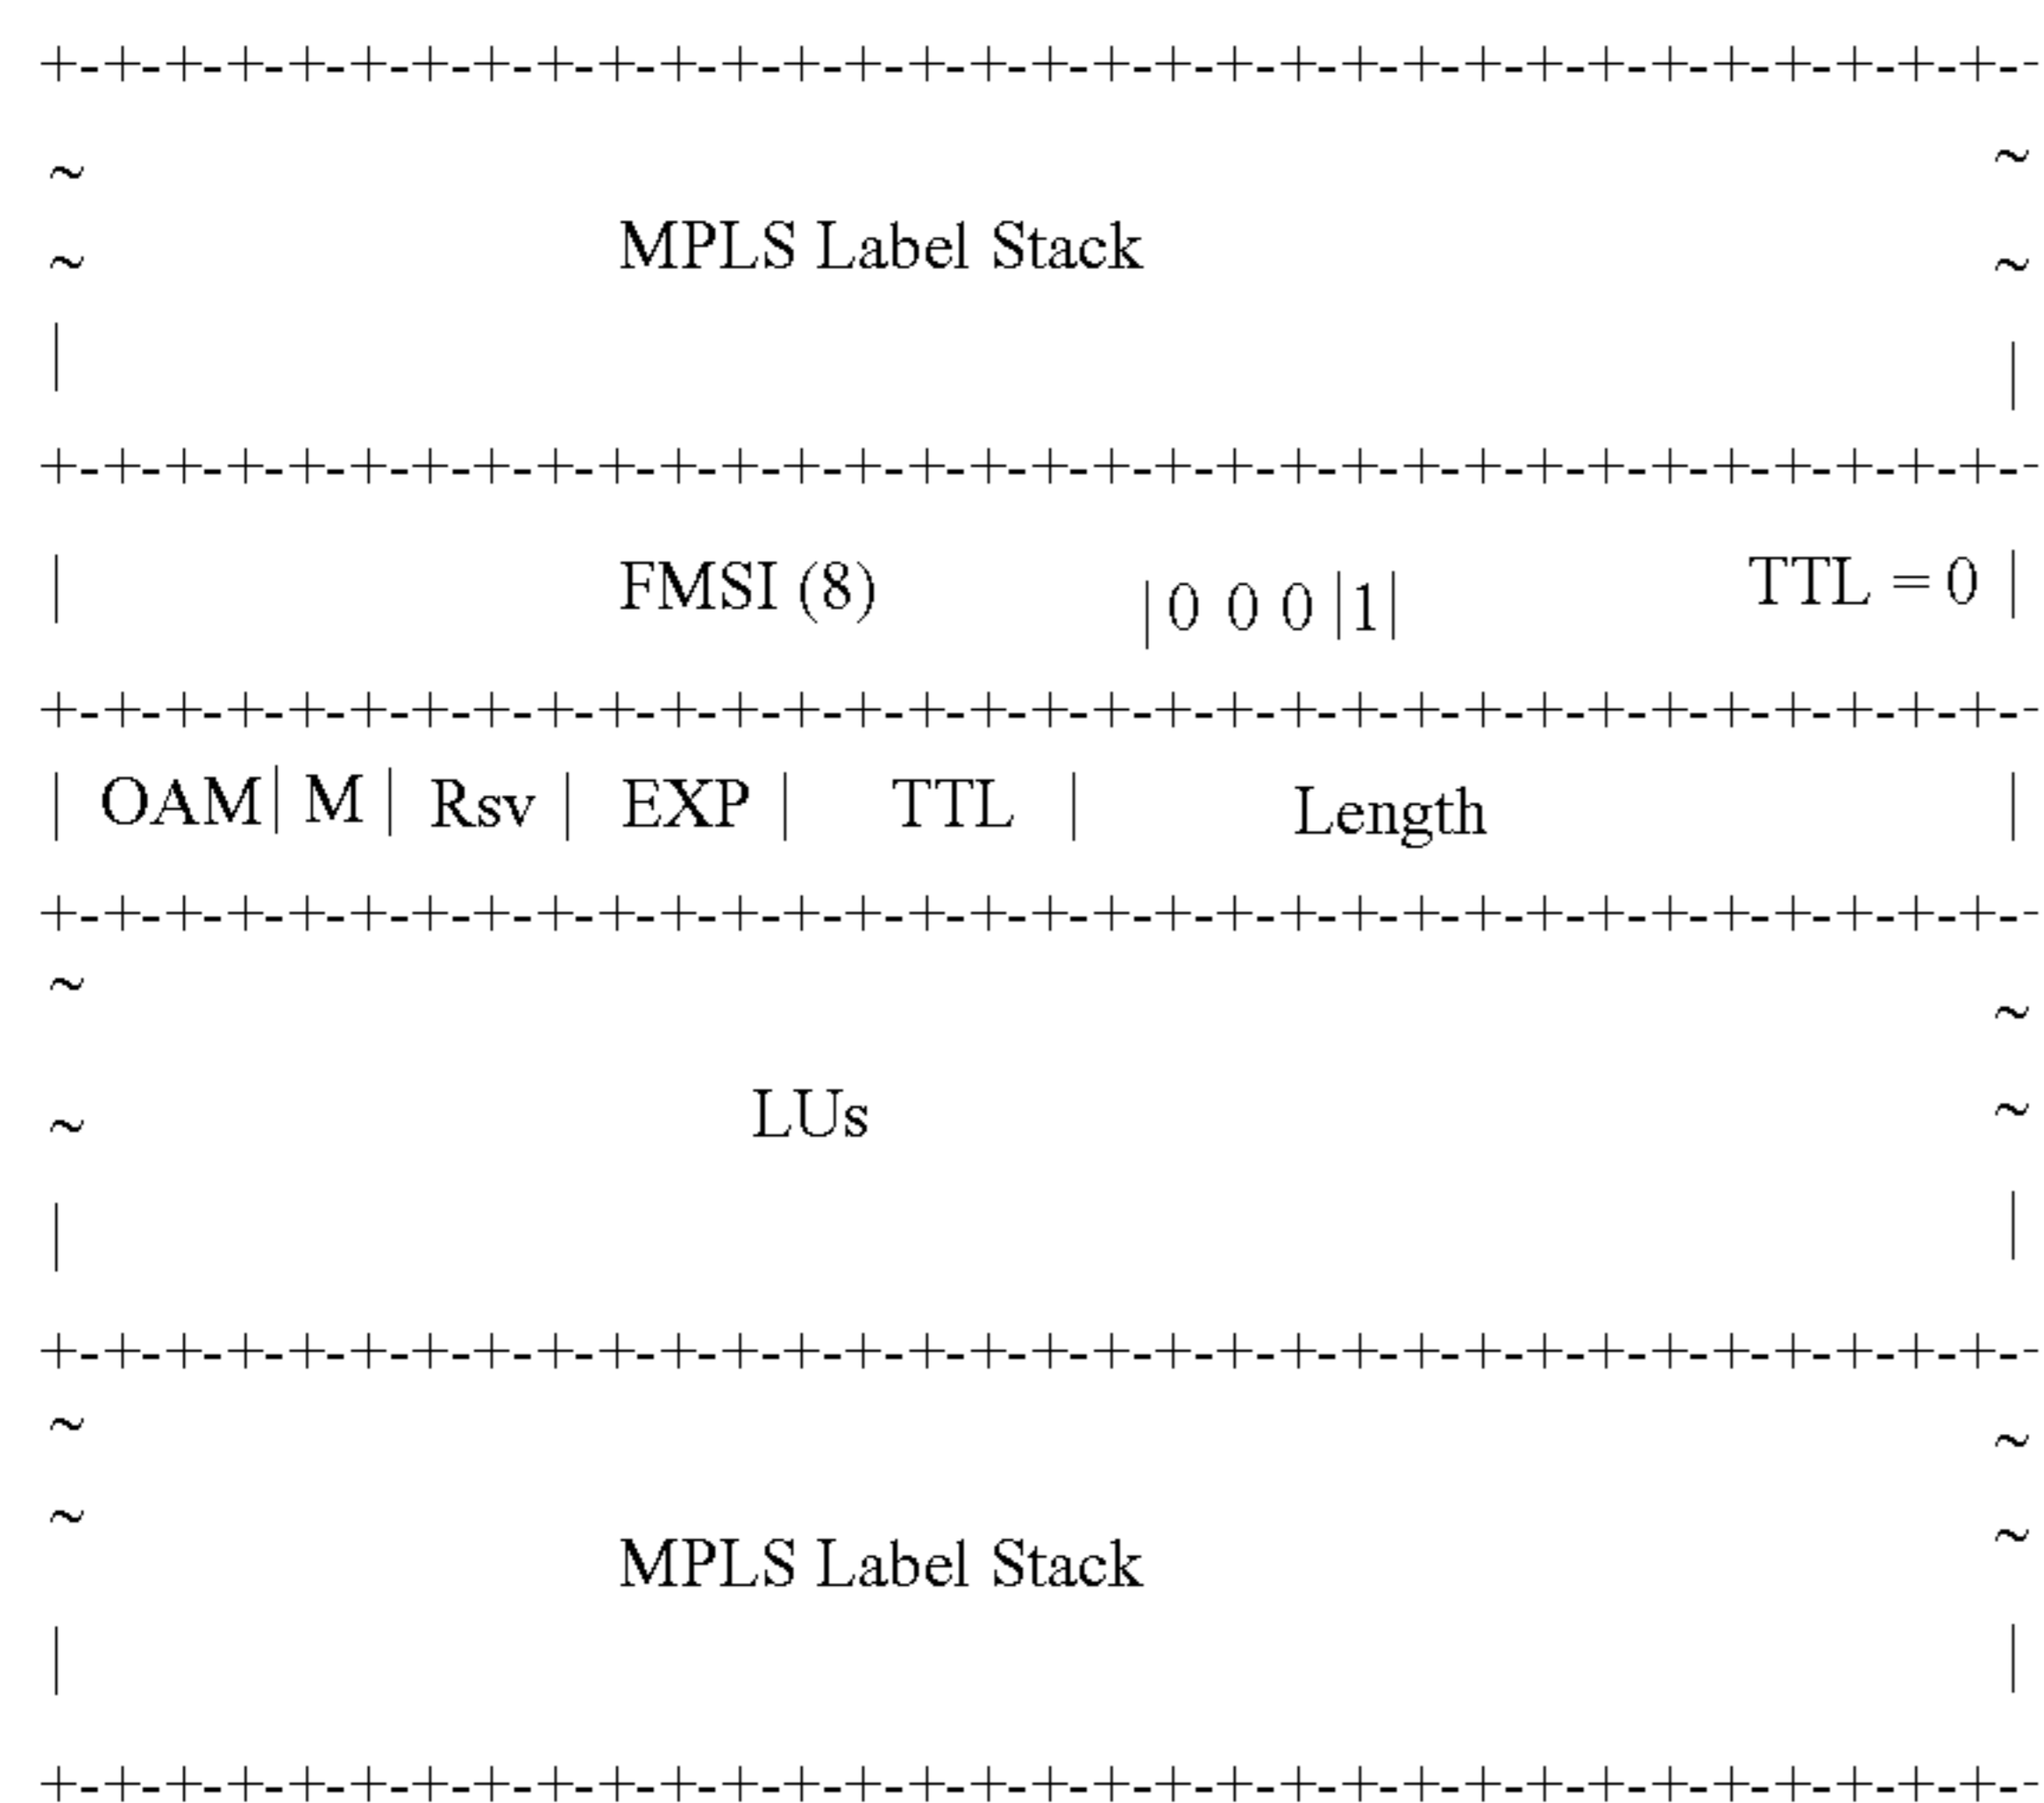 +-+-+-+-+-+-+-+-+-+-+-+-+-+-+-+-+-+-+-+-+-+-+-+-+-+-+-+-+-+-+-+--
~ ~
MPLS Label Stack
~ ~
| |
+-+-+-+-+-+-+-+-+-+-+-+-+-+-+-+-+-+-+-+-+-+-+-+-+-+-+-+-+-+-+-+--
| FMSI (8) |0 0 0|1| TTL = 0 |
+-+-+-+-+-+-+-+-+-+-+-+-+-+-+-+-+-+-+-+-+-+-+-+-+-+-+-+-+-+-+-+--
| OAM| M | Rsv | EXP | TTL | Length |
+-+-+-+-+-+-+-+-+-+-+-+-+-+-+-+-+-+-+-+-+-+-+-+-+-+-+-+-+-+-+-+--
~ ~
~ LUs ~
| |
+-+-+-+-+-+-+-+-+-+-+-+-+-+-+-+-+-+-+-+-+-+-+-+-+-+-+-+-+-+-+-+--
~ ~
~ ~
MPLS Label Stack
| |
+-+-+-+-+-+-+-+-+-+-+-+-+-+-+-+-+-+-+-+-+-+-+-+-+-+-+-+-+-+-+-+--